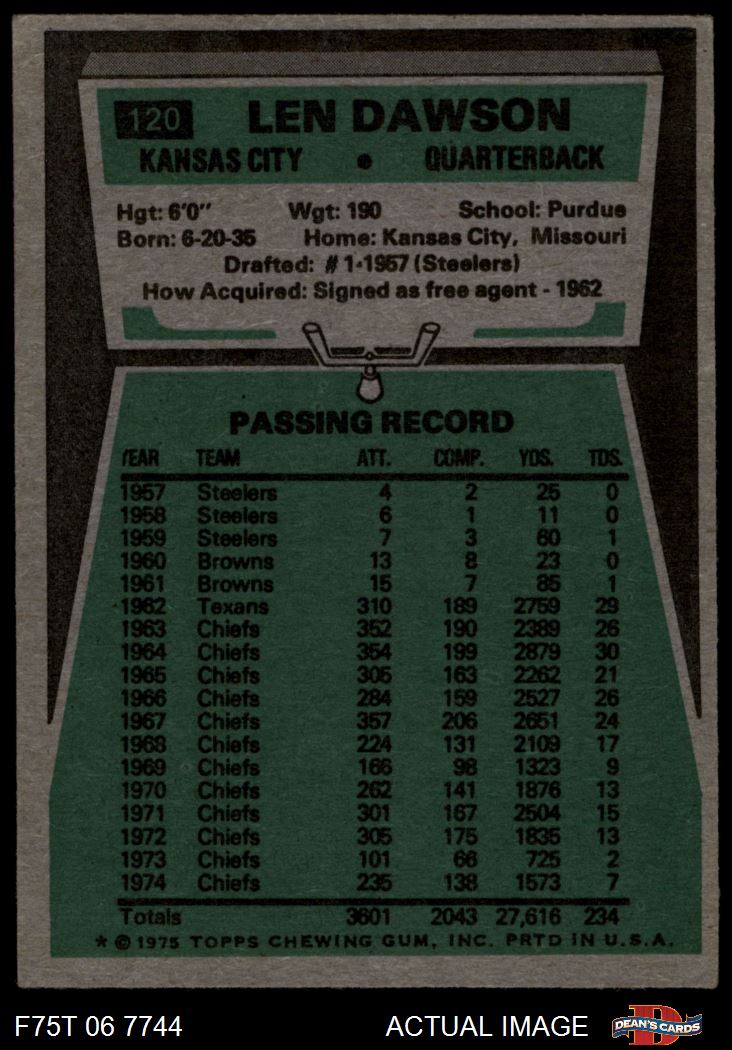 120 LEN DAWSON
KANSAS CITY • QUARTERBACK
Hgt: 6'0" Wgt: 190 School: Purdue
Born: 6-20-35 Home: Kansas City, Missouri
Drafted: #1-1957 (Steelers)
How Acquired: Signed as free agent - 1962
PASSING RECORD
YEAR TEAM ATT. COMP. YDS. TDS.
1957 Steelers 4 2 25 0
1958 Steelers 6 1 11 0
1959 Steelers 7 3 60 1
1960 Browns 13 8 23 0
1961 Browns 15 7 85 1
1962 Texans 310 189 2759 29
1963 Chiefs 352 190 2389 26
1964 Chiefs 354 199 2879 30
1965 Chiefs 305 163 2262 21
1966 Chiefs 284 159 2527 26
1967 Chiefs 357 206 2651 24
1968 Chiefs 224 131 2109 17
1969 Chiefs 166 98 1323 9
1970 Chiefs 262 141 1876 13
1971 Chiefs 301 167 2504 15
1972 Chiefs 305 175 1835 13
1973 Chiefs 101 66 725 2
1974 Chiefs 235 138 1573 7
Totals 3601 2043 27,616 234
* © 1975 TOPPS CHEWING GUM, INC. PRTD IN U.S.A.
F75T 06 7744 ACTUAL IMAGE DEAN'S CARDS